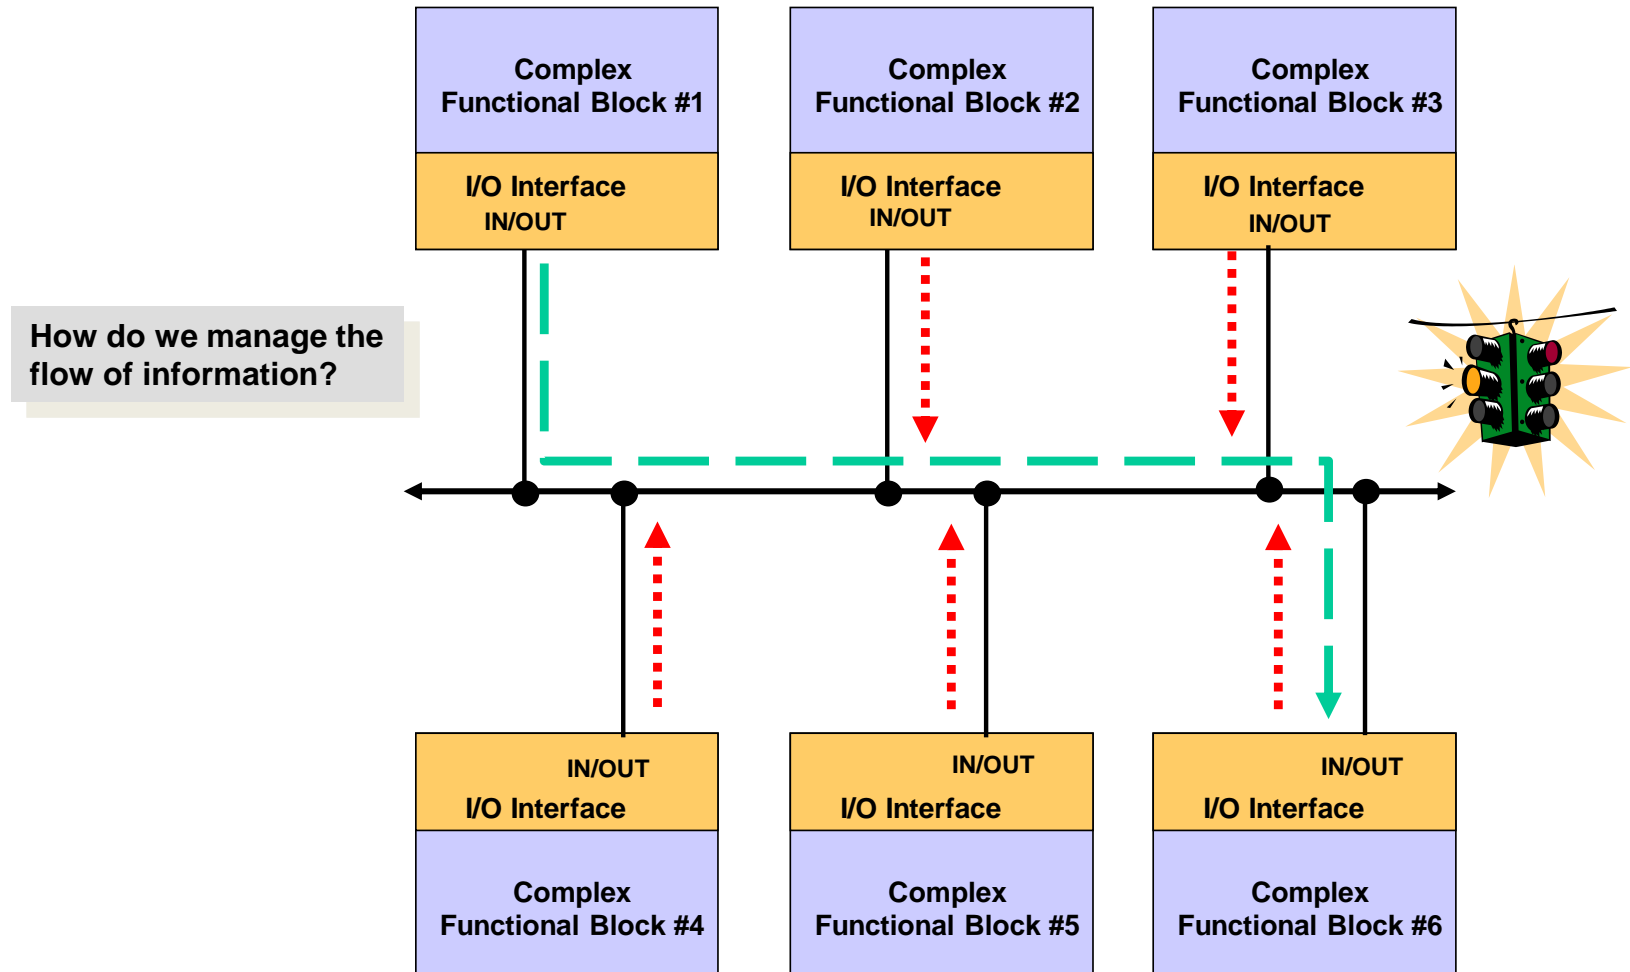 Complex
Functional Block #1
I/O Interface
IN/OUT
Complex
Functional Block #2
I/O Interface
IN/OUT
Complex
Functional Block #3
I/O Interface
IN/OUT
How do we manage the
flow of information?
IN/OUT
I/O Interface
Complex
Functional Block #4
IN/OUT
I/O Interface
Complex
Functional Block #5
IN/OUT
I/O Interface
Complex
Functional Block #6